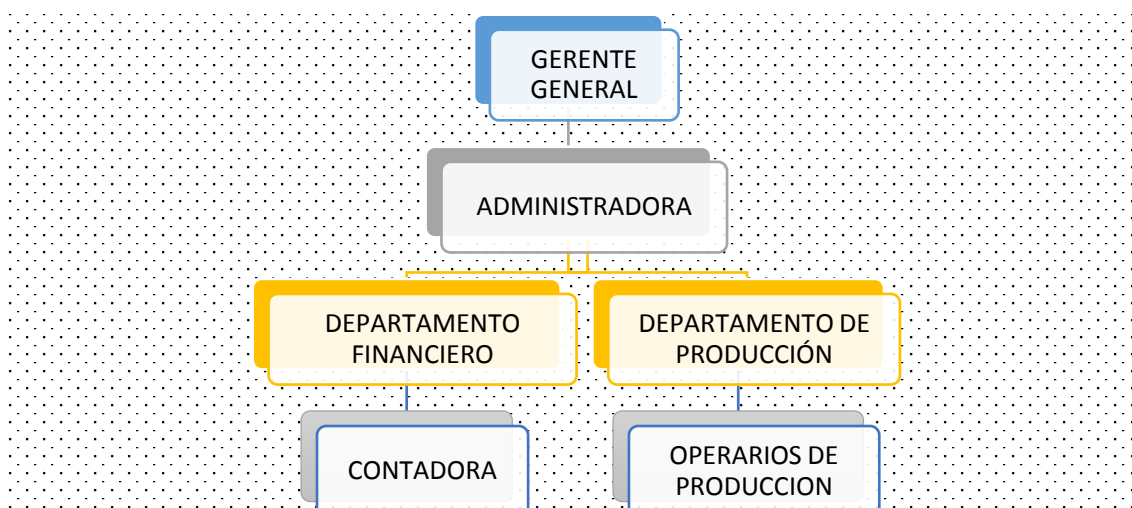 GERENTE
GENERAL
ADMINISTRADORA
DEPARTAMENTO
FINANCIERO
DEPARTAMENTO DE
PRODUCCIÓN
CONTADORA
OPERARIOS DE
PRODUCCION